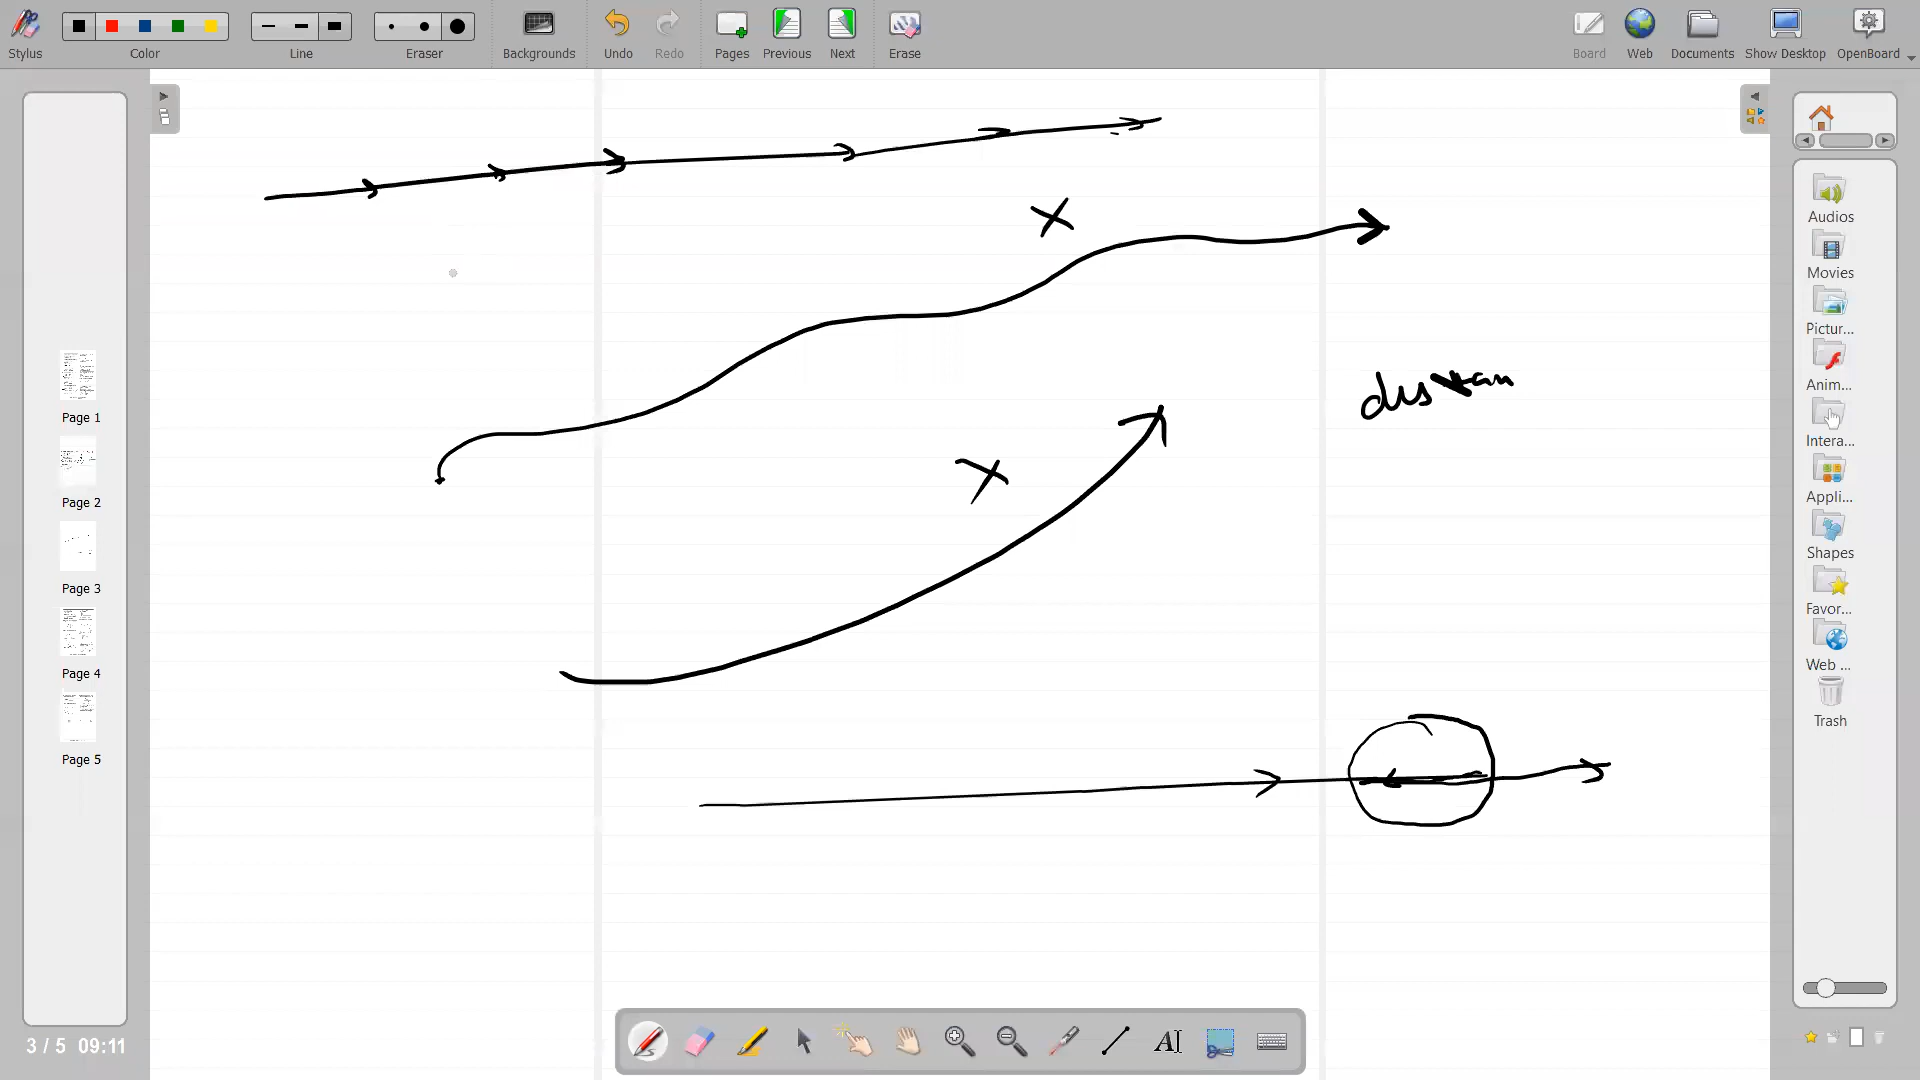 Stylus
Color
Line
Eraser
Backgrounds
Undo
Redo
Pages
Previous
Next
Erase
Board
Web
Documents
Show Desktop
OpenBoard
Page 1
Page 2
Page 3
Page 4
Page 5
3 / 5 09:11
X
X
distan
Audios
Movies
Pictur...
Anim...
Intera...
Appli...
Shapes
Favor...
Web ...
Trash
AI